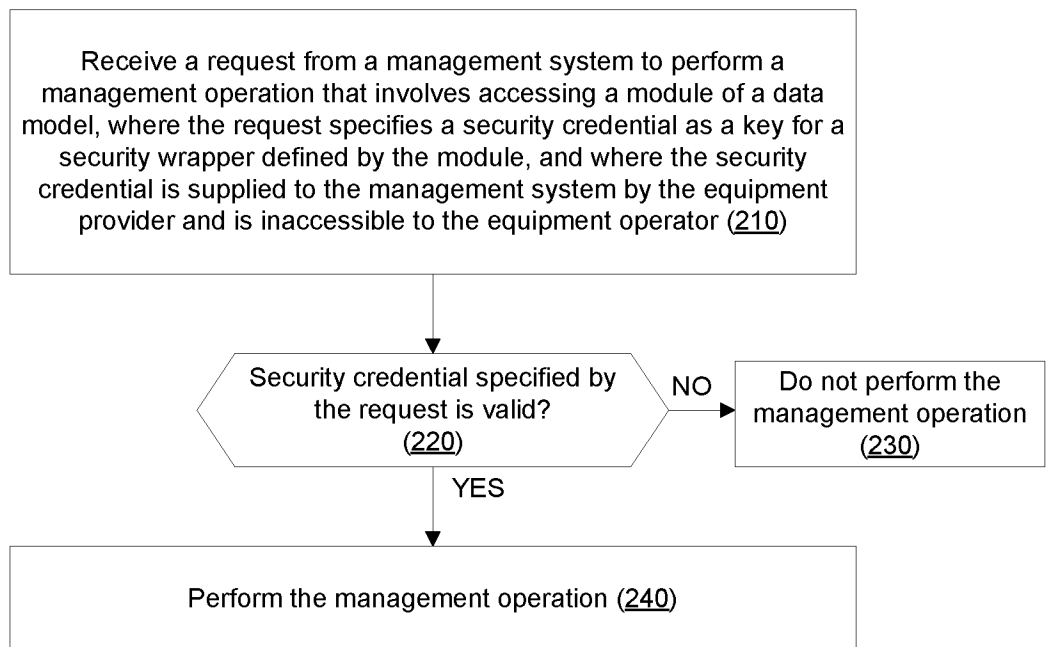 Receive a request from a management system to perform a
management operation that involves accessing a module of a data
model, where the request specifies a security credential as a key for a
security wrapper defined by the module, and where the security
credential is supplied to the management system by the equipment
provider and is inaccessible to the equipment operator (210)
Security credential specified by
the request is valid?
(220)
NO
Do not perform the
management operation
(230)
YES
Perform the management operation (240)